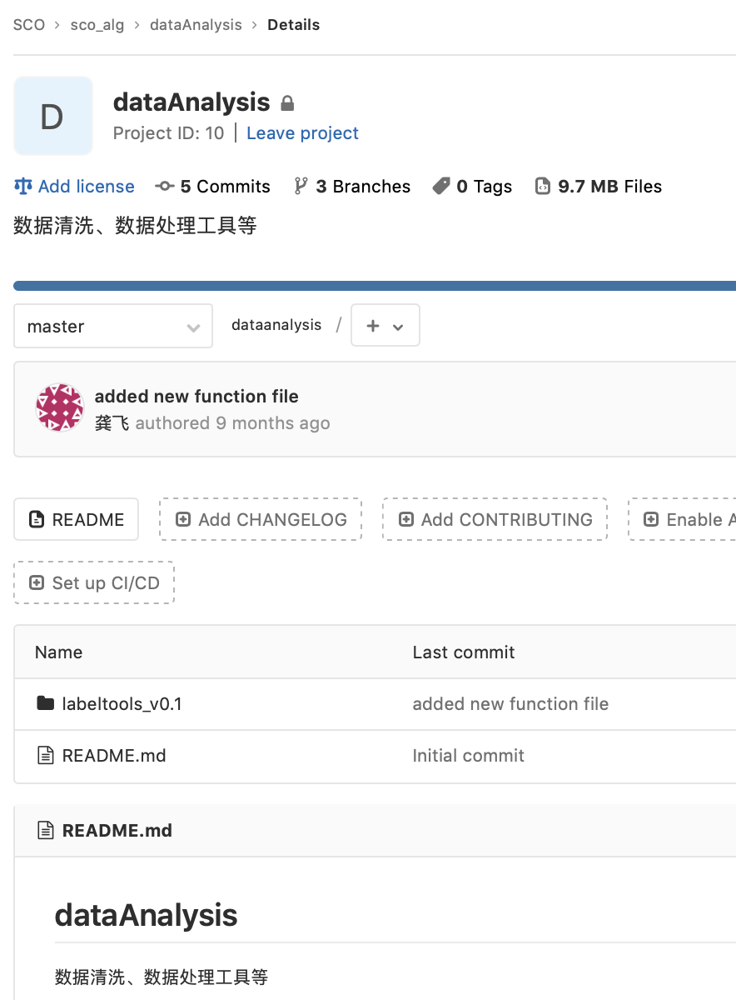 SCO > sco_alg > dataAnalysis > Details
D
dataAnalysis
Project ID: 10 | Leave project
Add license 5 Commits 3 Branches 0 Tags 9.7 MB Files
数据清洗、数据处理工具等
master dataanalysis / +
added new function file
龚飞 authored 9 months ago
README Add CHANGELOG Add CONTRIBUTING Enable A
Set up CI/CD
Name Last commit
labeltools_v0.1 added new function file
README.md Initial commit
README.md
dataAnalysis
数据清洗、数据处理工具等